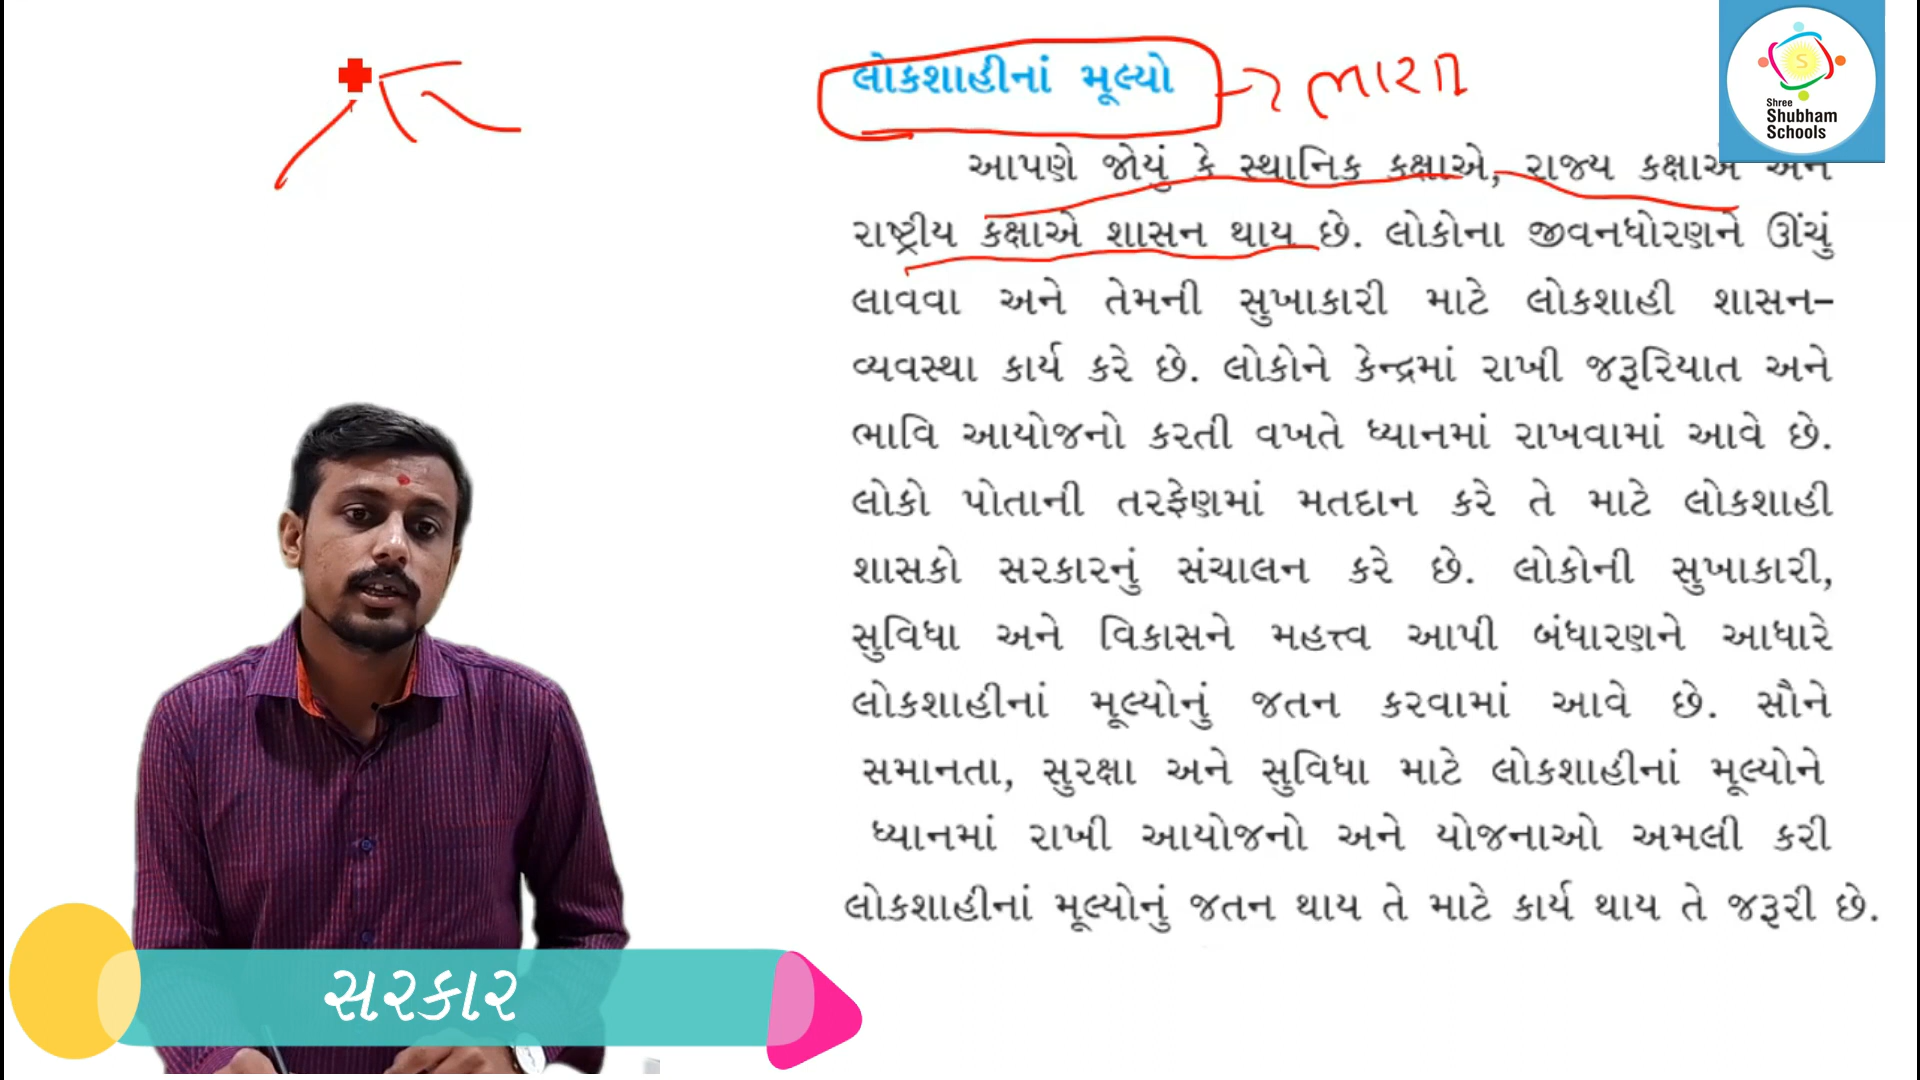 લોકશાહીનાં મૂલ્યો
ભારત
Shree
Shubham
Schools
આપણે જોયું કે સ્થાનિક કક્ષાએ, રાજ્ય કક્ષાએ અને
રાષ્ટ્રીય કક્ષાએ શાસન થાય છે. લોકોના જીવનધોરણને ઊંચું
લાવવા અને તેમની સુખાકારી માટે લોકશાહી શાસન-
વ્યવસ્થા કાર્ય કરે છે. લોકોને કેન્દ્રમાં રાખી જરૂરિયાત અને
ભાવિ આયોજનો કરતી વખતે ધ્યાનમાં રાખવામાં આવે છે.
લોકો પોતાની તરફેણમાં મતદાન કરે તે માટે લોકશાહી
શાસકો સરકારનું સંચાલન કરે છે. લોકોની સુખાકારી,
સુવિધા અને વિકાસને મહત્ત્વ આપી બંધારણને આધારે
લોકશાહીનાં મૂલ્યોનું જતન કરવામાં આવે છે. સૌને
સમાનતા, સુરક્ષા અને સુવિધા માટે લોકશાહીનાં મૂલ્યોને
ધ્યાનમાં રાખી આયોજનો અને યોજનાઓ અમલી કરી
લોકશાહીનાં મૂલ્યોનું જતન થાય તે માટે કાર્ય થાય તે જરૂરી છે.
સરકાર